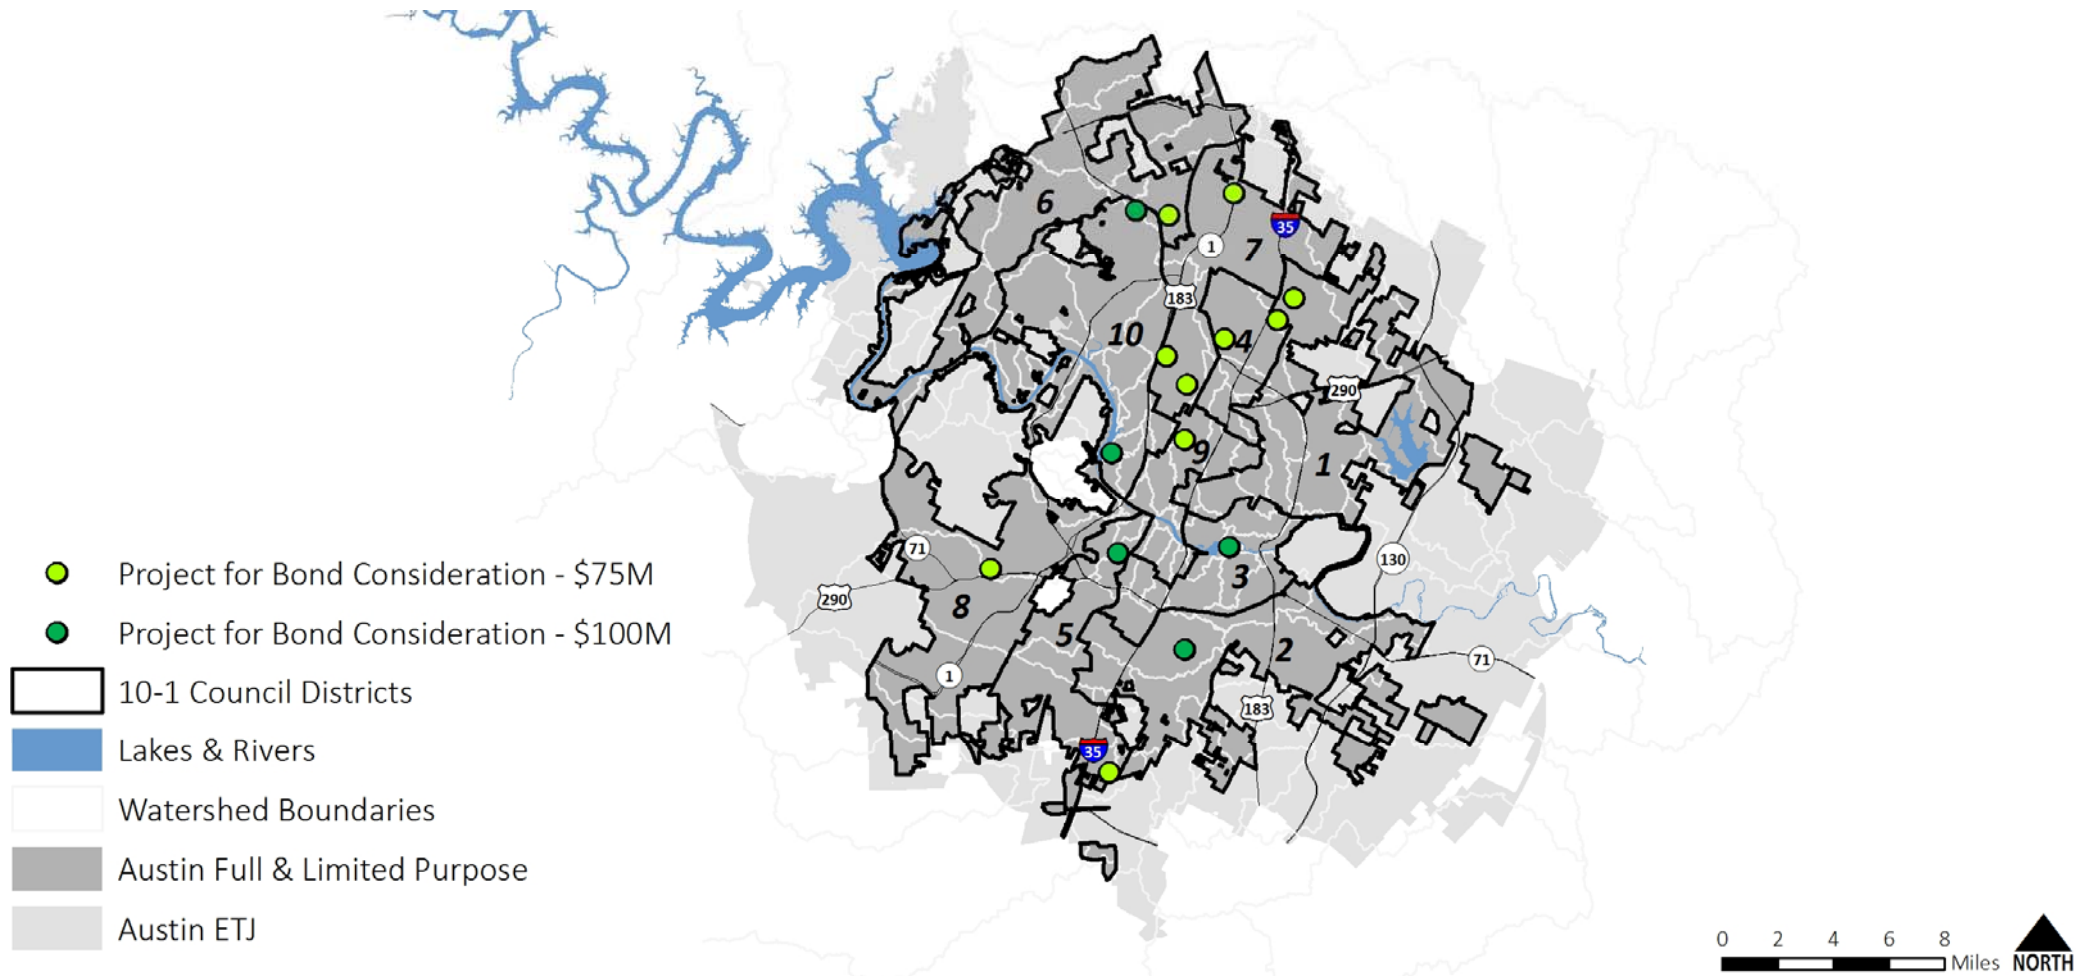 6
35
1
7
183
10
4
290
9
1
71
130
3
290
8
5
2
71
1
183
35
Project for Bond Consideration - $75M
Project for Bond Consideration - $100M
10-1 Council Districts
Lakes & Rivers
Watershed Boundaries
Austin Full & Limited Purpose
Austin ETJ
0 2 4 6 8
Miles
NORTH